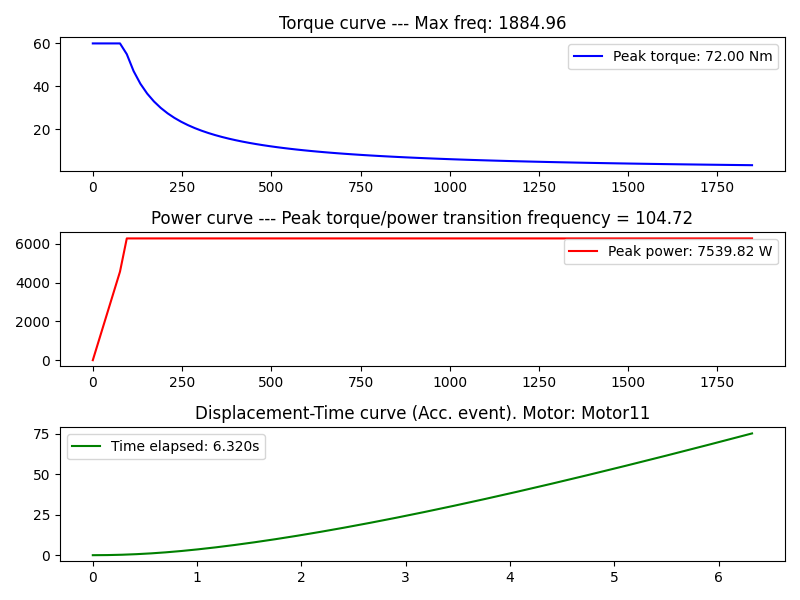 Torque curve --- Max freq: 1884.96
60
40
20
Peak torque: 72.00 Nm
0 250 500 750 1000 1250 1500 1750
Power curve --- Peak torque/power transition frequency = 104.72
6000
4000
2000
0
Peak power: 7539.82 W
0 250 500 750 1000 1250 1500 1750
Displacement-Time curve (Acc. event). Motor: Motor11
75
50
25
0
Time elapsed: 6.320s
0 1 2 3 4 5 6